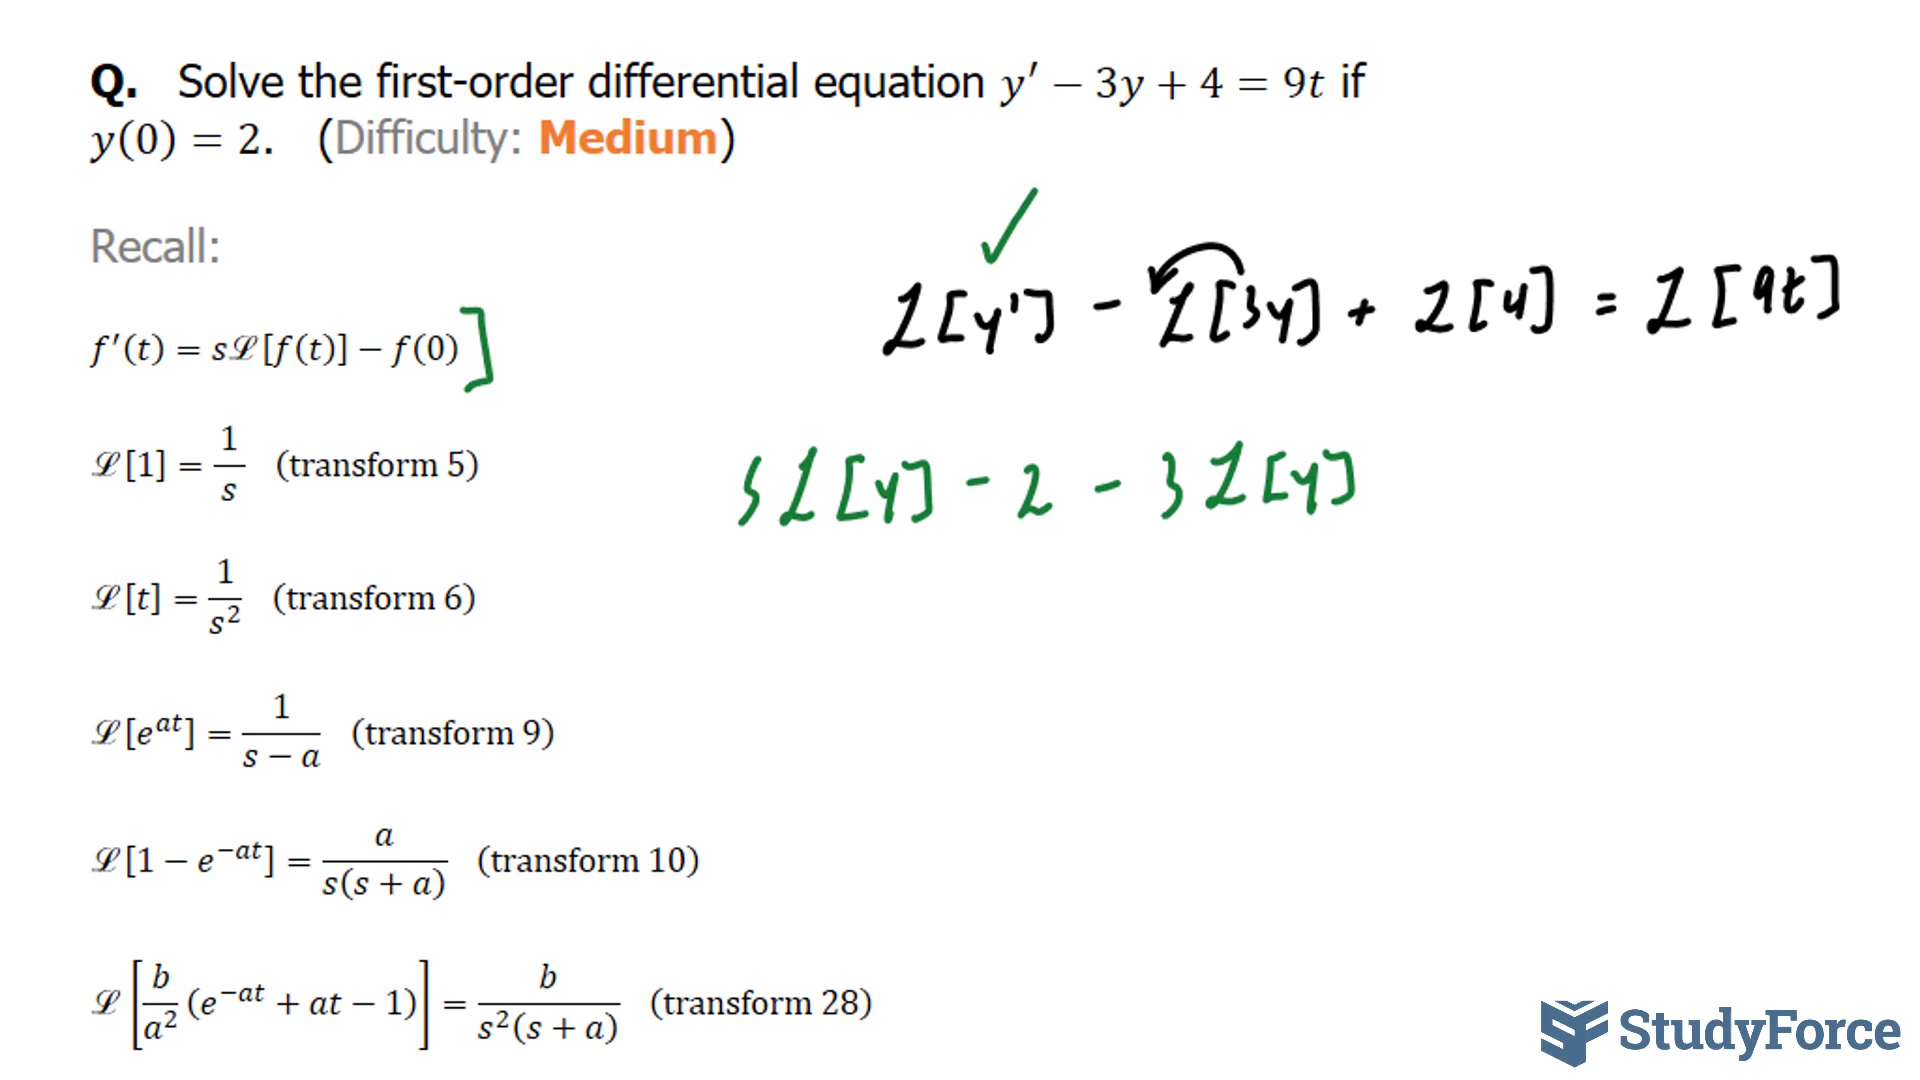 Q. Solve the first-order differential equation y′ − 3y + 4 = 9t if
y(0) = 2. (Difficulty: Medium)
Recall:
ℒ[y'] - ℒ[3y] + ℒ[4] = ℒ[9t]
f′(t) = sℒ[f(t)] − f(0) ]
ℒ[1] = 1/s (transform 5)
sℒ[y] - 2 - 3ℒ[y]
ℒ[t] = 1/s² (transform 6)
ℒ[eᵃᵗ] = 1/(s − a) (transform 9)
ℒ[1 − e⁻ᵃᵗ] = a/(s(s + a)) (transform 10)
ℒ[b/a² (e⁻ᵃᵗ + at − 1)] = b/(s²(s + a)) (transform 28)
StudyForce